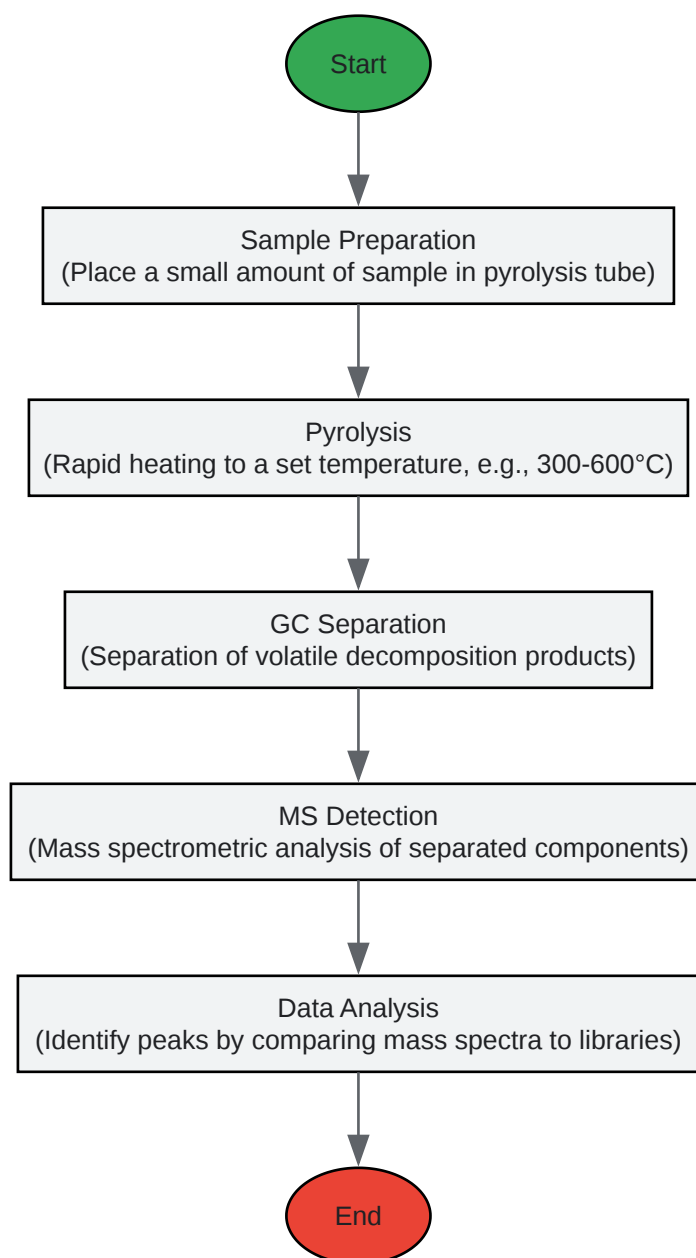 Start
Sample Preparation
(Place a small amount of sample in pyrolysis tube)
Pyrolysis
(Rapid heating to a set temperature, e.g., 300-600°C)
GC Separation
(Separation of volatile decomposition products)
MS Detection
(Mass spectrometric analysis of separated components)
Data Analysis
(Identify peaks by comparing mass spectra to libraries)
End